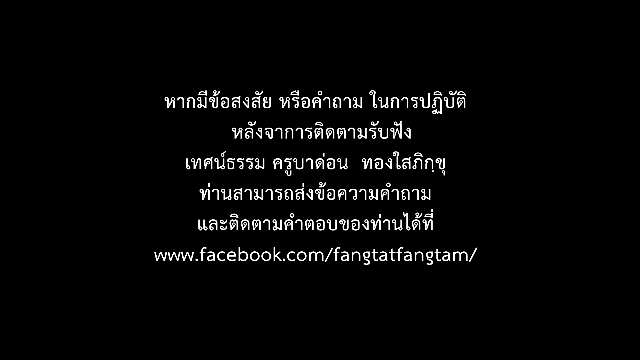 หากมีข้อสงสัย หรือคำถาม ในการปฏิบัติ
หลังจาการติดตามรับฟัง
เทศน์ธรรม ครูบาด่อน ทองใสภิกฺขุ
ท่านสามารถส่งข้อความคำถาม
และติดตามคำตอบของท่านได้ที่
www.facebook.com/fangtatfangtam/